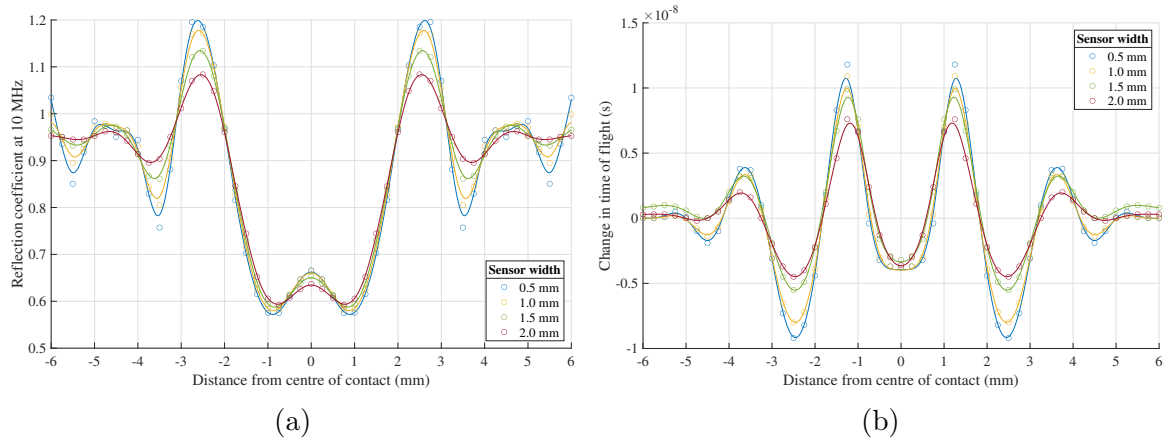 1.2
1.1
1
0.9
0.8
0.7
0.6
0.5
Reflection coefficient at 10 MHz
-6 -5 -4 -3 -2 -1 0 1 2 3 4 5 6
Distance from centre of contact (mm)
Sensor width
0.5 mm
1.0 mm
1.5 mm
2.0 mm
(a)
×10-8
1.5
1
0.5
0
-0.5
-1
Change in time of flight (s)
-6 -5 -4 -3 -2 -1 0 1 2 3 4 5 6
Distance from centre of contact (mm)
Sensor width
0.5 mm
1.0 mm
1.5 mm
2.0 mm
(b)